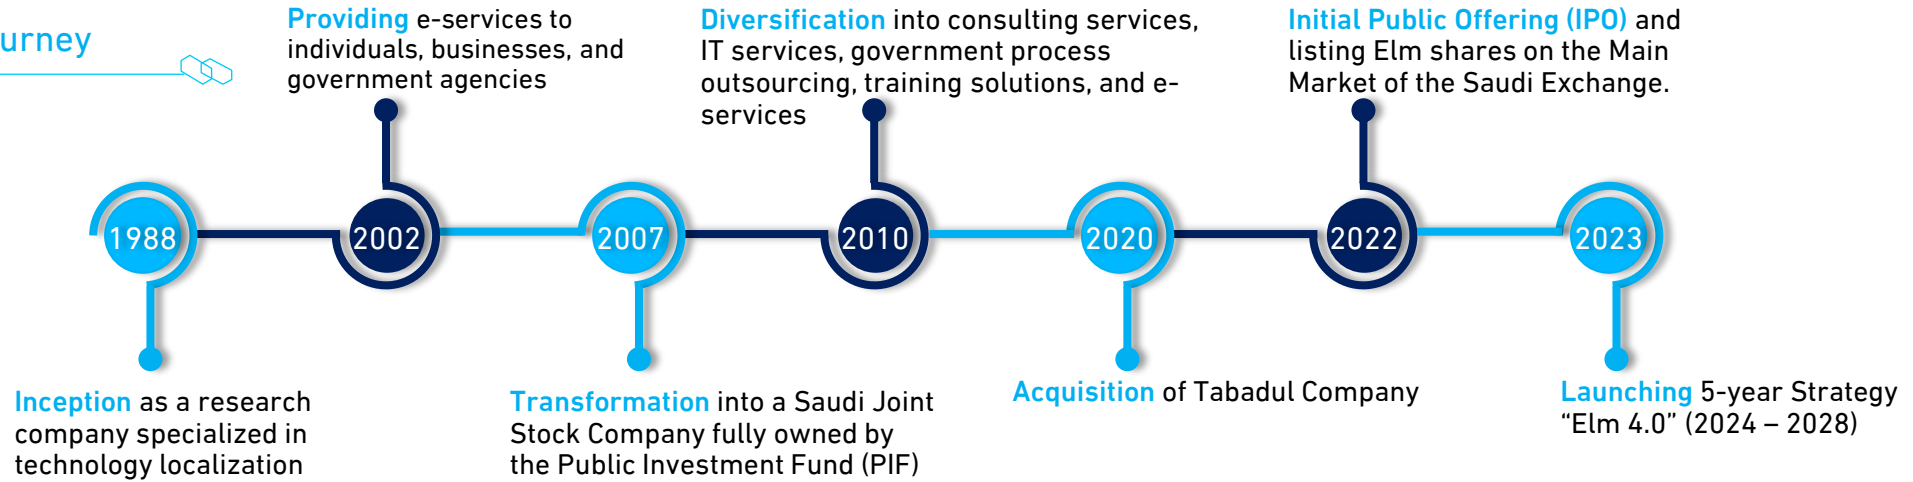 urney
Providing e-services to
individuals, businesses, and
government agencies
Diversification into consulting services,
IT services, government process
outsourcing, training solutions, and e-
services
Initial Public Offering (IPO) and
listing Elm shares on the Main
Market of the Saudi Exchange.
1988
2002
2007
2010
2020
2022
2023
Inception as a research
company specialized in
technology localization
Transformation into a Saudi Joint
Stock Company fully owned by
the Public Investment Fund (PIF)
Acquisition of Tabadul Company
Launching 5-year Strategy
“Elm 4.0” (2024 – 2028)